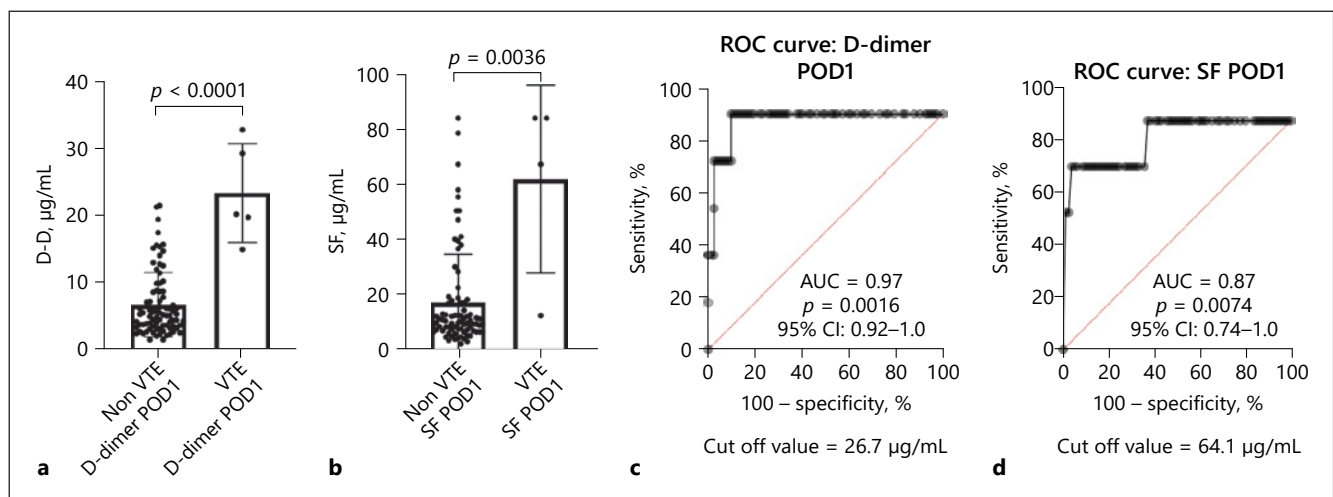 p < 0.0001
40
30
20
10
0
D-D, µg/mL
Non VTE
D-dimer POD1
VTE
D-dimer POD1
a
p = 0.0036
100
80
60
40
20
0
SF, µg/mL
Non VTE
SF POD1
VTE
SF POD1
b
ROC curve: D-dimer
POD1
100
80
60
40
20
0
Sensitivity, %
AUC = 0.97
p = 0.0016
95% CI: 0.92–1.0
0 20 40 60 80 100
100 – specificity, %
Cut off value = 26.7 µg/mL
c
ROC curve: SF POD1
100
80
60
40
20
0
Sensitivity, %
AUC = 0.87
p = 0.0074
95% CI: 0.74–1.0
0 20 40 60 80 100
100 – specificity, %
Cut off value = 64.1 µg/mL
d